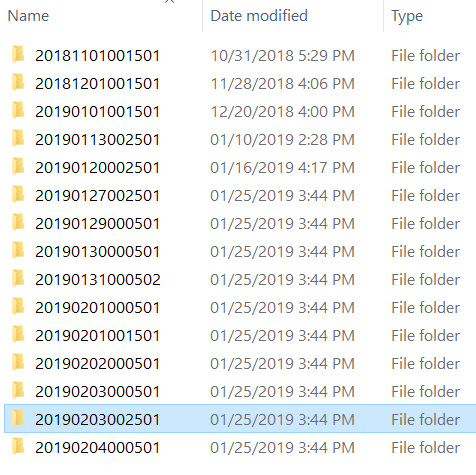 Name Date modified Type
20181101001501 10/31/2018 5:29 PM File folder
20181201001501 11/28/2018 4:06 PM File folder
20190101001501 12/20/2018 4:00 PM File folder
20190113002501 01/10/2019 2:28 PM File folder
20190120002501 01/16/2019 4:17 PM File folder
20190127002501 01/25/2019 3:44 PM File folder
20190129000501 01/25/2019 3:44 PM File folder
20190130000501 01/25/2019 3:44 PM File folder
20190131000502 01/25/2019 3:44 PM File folder
20190201000501 01/25/2019 3:44 PM File folder
20190201001501 01/25/2019 3:44 PM File folder
20190202000501 01/25/2019 3:44 PM File folder
20190203000501 01/25/2019 3:44 PM File folder
20190203002501 01/25/2019 3:44 PM File folder
20190204000501 01/25/2019 3:44 PM File folder